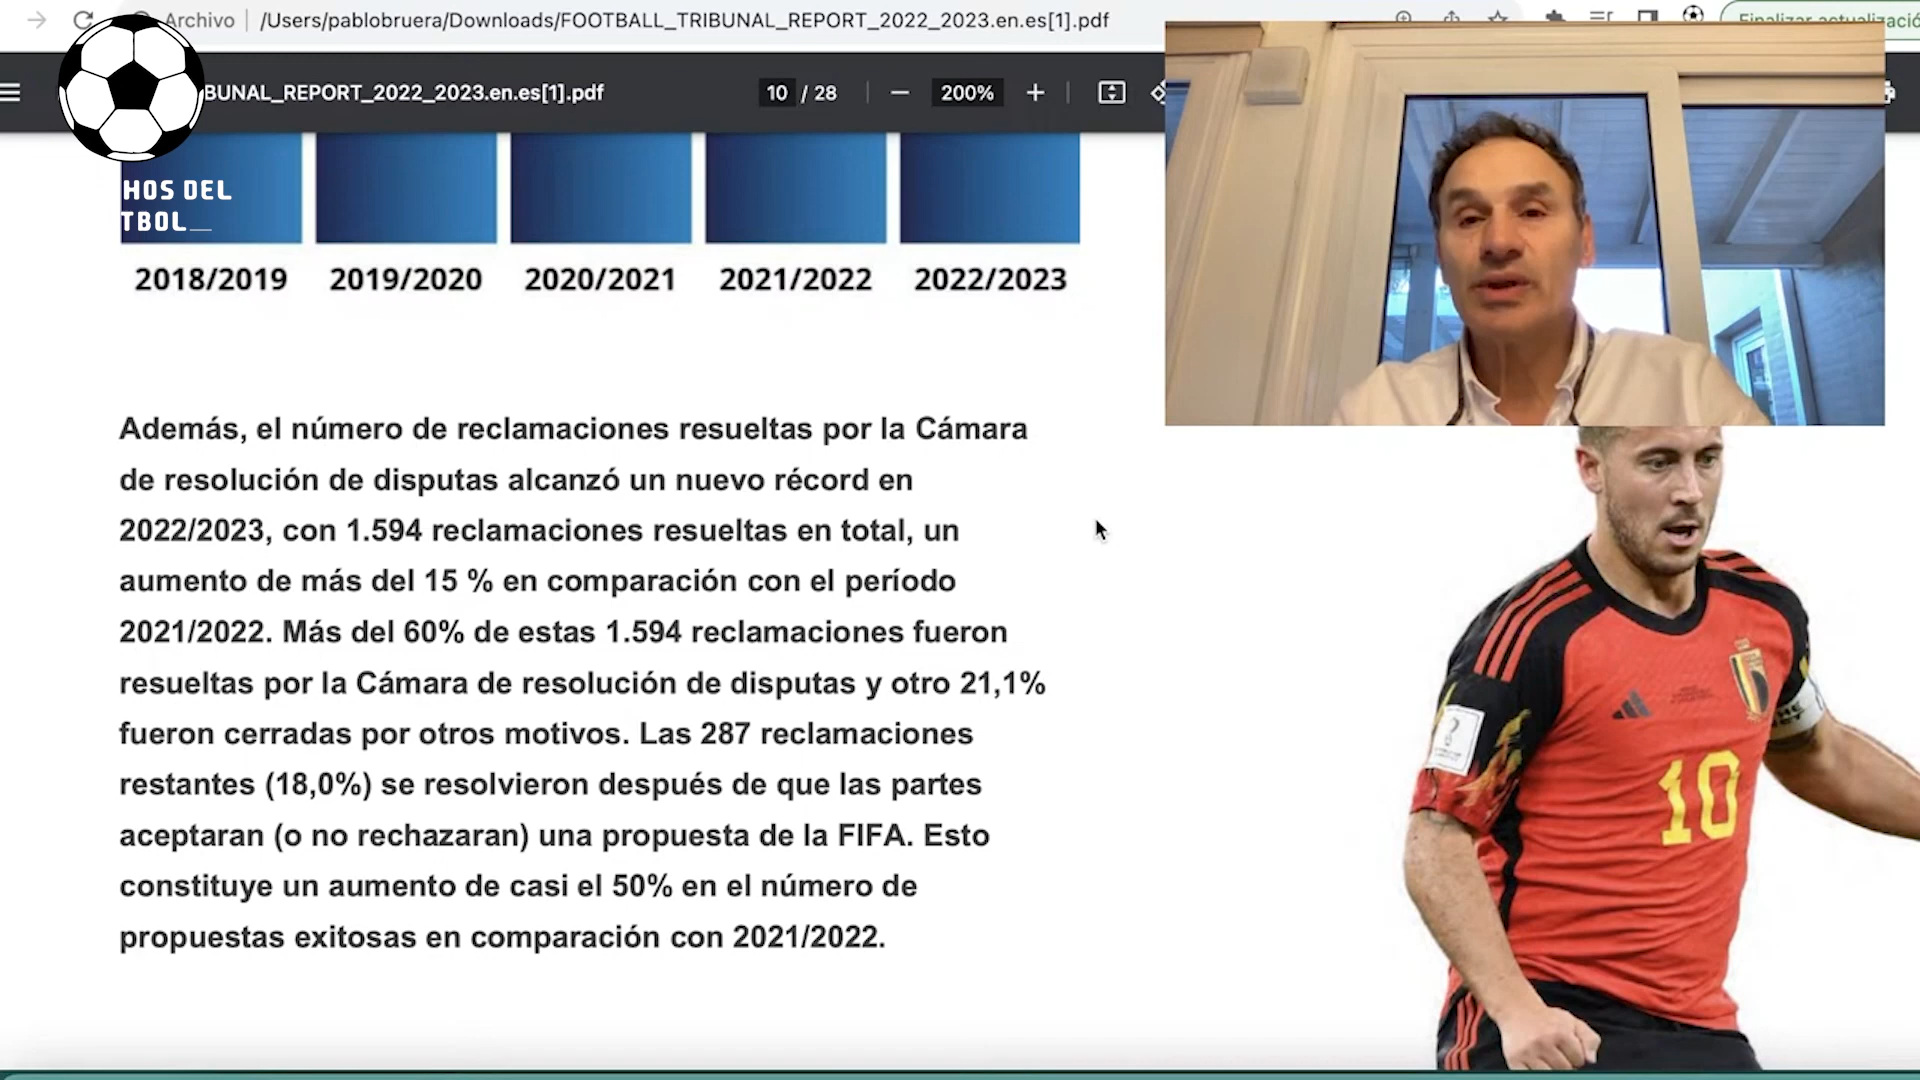 Archivo
/Users/pablobruera/Downloads/FOOTBALL_TRIBUNAL_REPORT_2022_2023.en.es[1].pdf
Finalizar actualizació
BUNAL_REPORT_2022_2023.en.es[1].pdf
10 / 28
200%
HOS DEL
TBOL_
2018/2019
2019/2020
2020/2021
2021/2022
2022/2023
Además, el número de reclamaciones resueltas por la Cámara
de resolución de disputas alcanzó un nuevo récord en
2022/2023, con 1.594 reclamaciones resueltas en total, un
aumento de más del 15 % en comparación con el período
2021/2022. Más del 60% de estas 1.594 reclamaciones fueron
resueltas por la Cámara de resolución de disputas y otro 21,1%
fueron cerradas por otros motivos. Las 287 reclamaciones
restantes (18,0%) se resolvieron después de que las partes
aceptaran (o no rechazaran) una propuesta de la FIFA. Esto
constituye un aumento de casi el 50% en el número de
propuestas exitosas en comparación con 2021/2022.
10